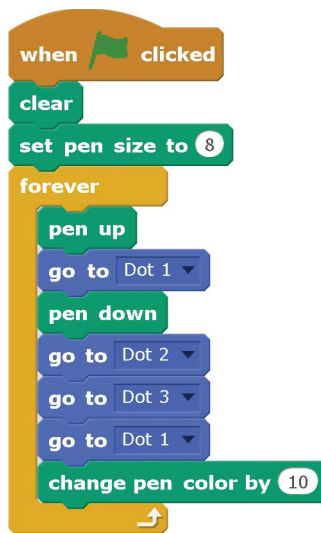 when clicked
clear
set pen size to 8
forever
pen up
go to Dot 1
pen down
go to Dot 2
go to Dot 3
go to Dot 1
change pen color by 10